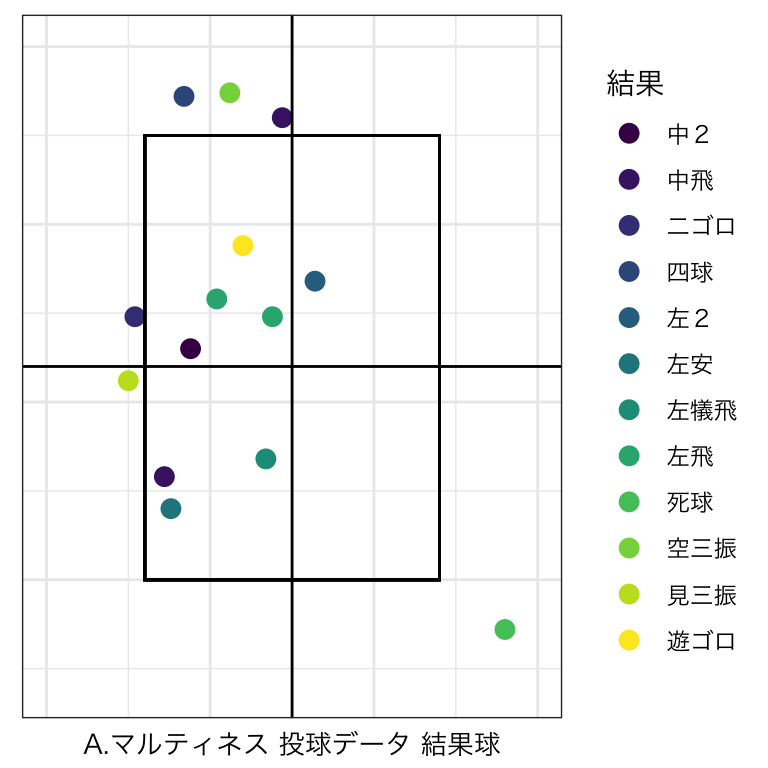 結果
中２
中飛
二ゴロ
四球
左２
左安
左犠飛
左飛
死球
空三振
見三振
遊ゴロ
A.マルティネス 投球データ 結果球